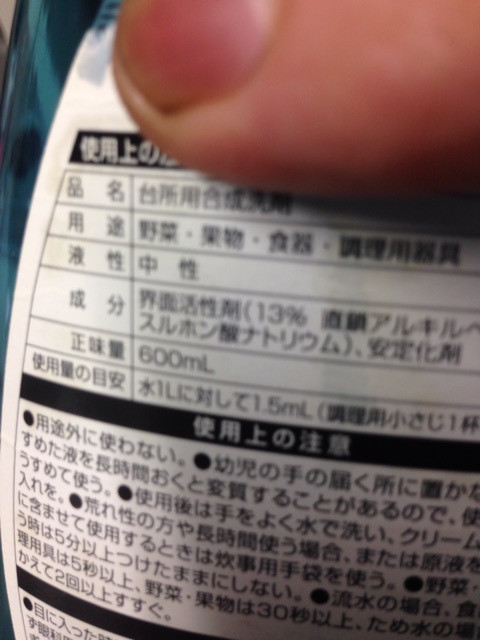 使用上の
品名 台所用合成洗剤
用途 野菜・果物・食器・調理用器具
液性 中性
成分 界面活性剤(13% 直鎖アルキルベ
スルホン酸ナトリウム)、安定化剤
正味量 600mL
使用量の目安 水1Lに対して1.5mL(調理用小さじ1杯
使用上の注意
●用途外に使わない。●幼児の手の届く所に置かな
すめた液を長時間おくと変質することがあるので、使
うすめて使う。●使用後は手をよく水で洗い、クリーム
入れを。●荒れ性の方や長時間使う場合、または原液を
に含ませて使用するときは炊事用手袋を使う。●野菜・
う時は5分以上つけたままにしない。●流水の場合、食
理用具は5秒以上、野菜・果物は30秒以上、ため水の場
かえて2回以上すすぐ。
●目に入った時